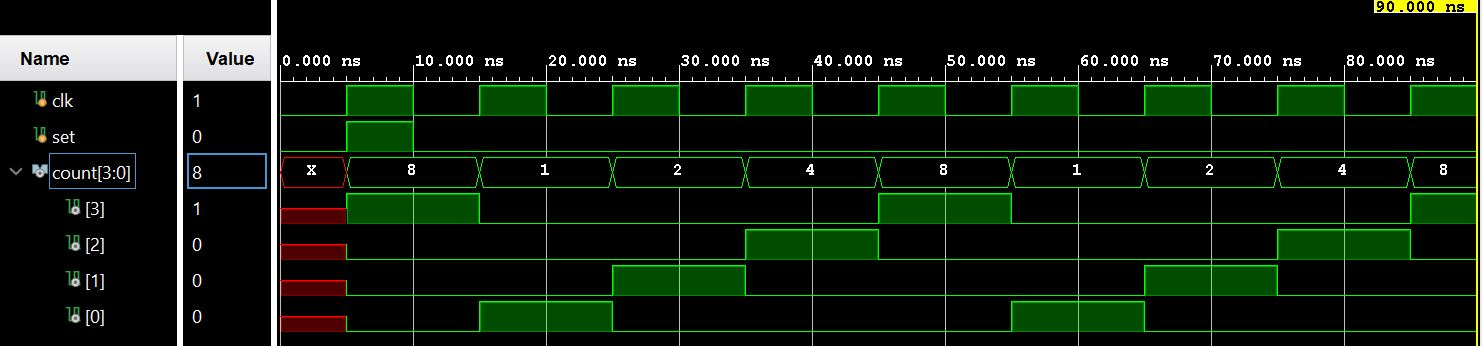 90.000 ns
Name Value
0.000 ns 10.000 ns 20.000 ns 30.000 ns 40.000 ns 50.000 ns 60.000 ns 70.000 ns 80.000 ns
clk 1
set 0
count[3:0] 8 X 8 1 2 4 8 1 2 4 8
[3] 1
[2] 0
[1] 0
[0] 0